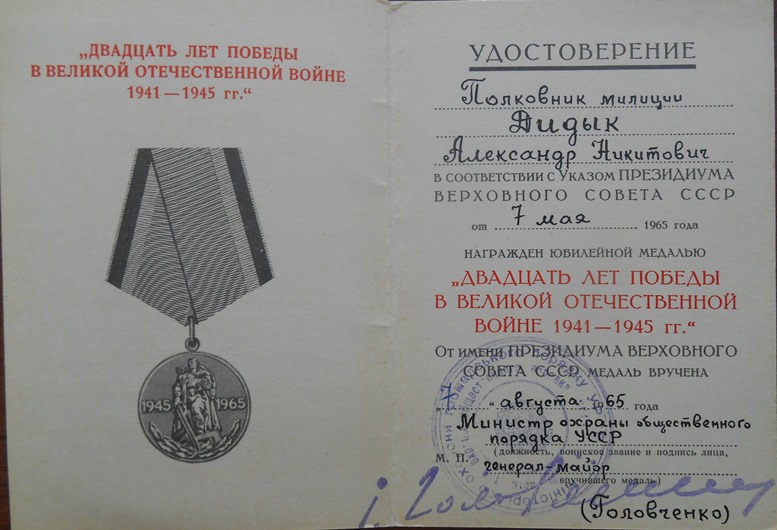 „ДВАДЦАТЬ ЛЕТ ПОБЕДЫ
В ВЕЛИКОЙ ОТЕЧЕСТВЕННОЙ ВОЙНЕ
1941 — 1945 гг.“
1945 1965
УДОСТОВЕРЕНИЕ
Полковник милиции
Дидык
Александр Никитович
В СООТВЕТСТВИИ С УКАЗОМ ПРЕЗИДИУМА
ВЕРХОВНОГО СОВЕТА СССР
от 7 мая 1965 года
НАГРАЖДЕН ЮБИЛЕЙНОЙ МЕДАЛЬЮ
„ДВАДЦАТЬ ЛЕТ ПОБЕДЫ
В ВЕЛИКОЙ ОТЕЧЕСТВЕННОЙ
ВОЙНЕ 1941 — 1945 гг.“
ОТ ИМЕНИ ПРЕЗИДИУМА ВЕРХОВНОГО
СОВЕТА СССР МЕДАЛЬ ВРУЧЕНА
„7“ августа 1965 года
Министр охраны общественного
порядка УССР
(должность, воинское звание и подпись лица,
М. П. генерал-майор
вручившего медаль)
(Головченко)